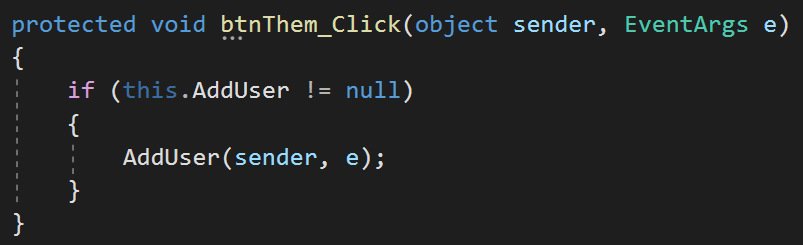 protected void btnThem_Click(object sender, EventArgs e)
{
    if (this.AddUser != null)
    {
        AddUser(sender, e);
    }
}